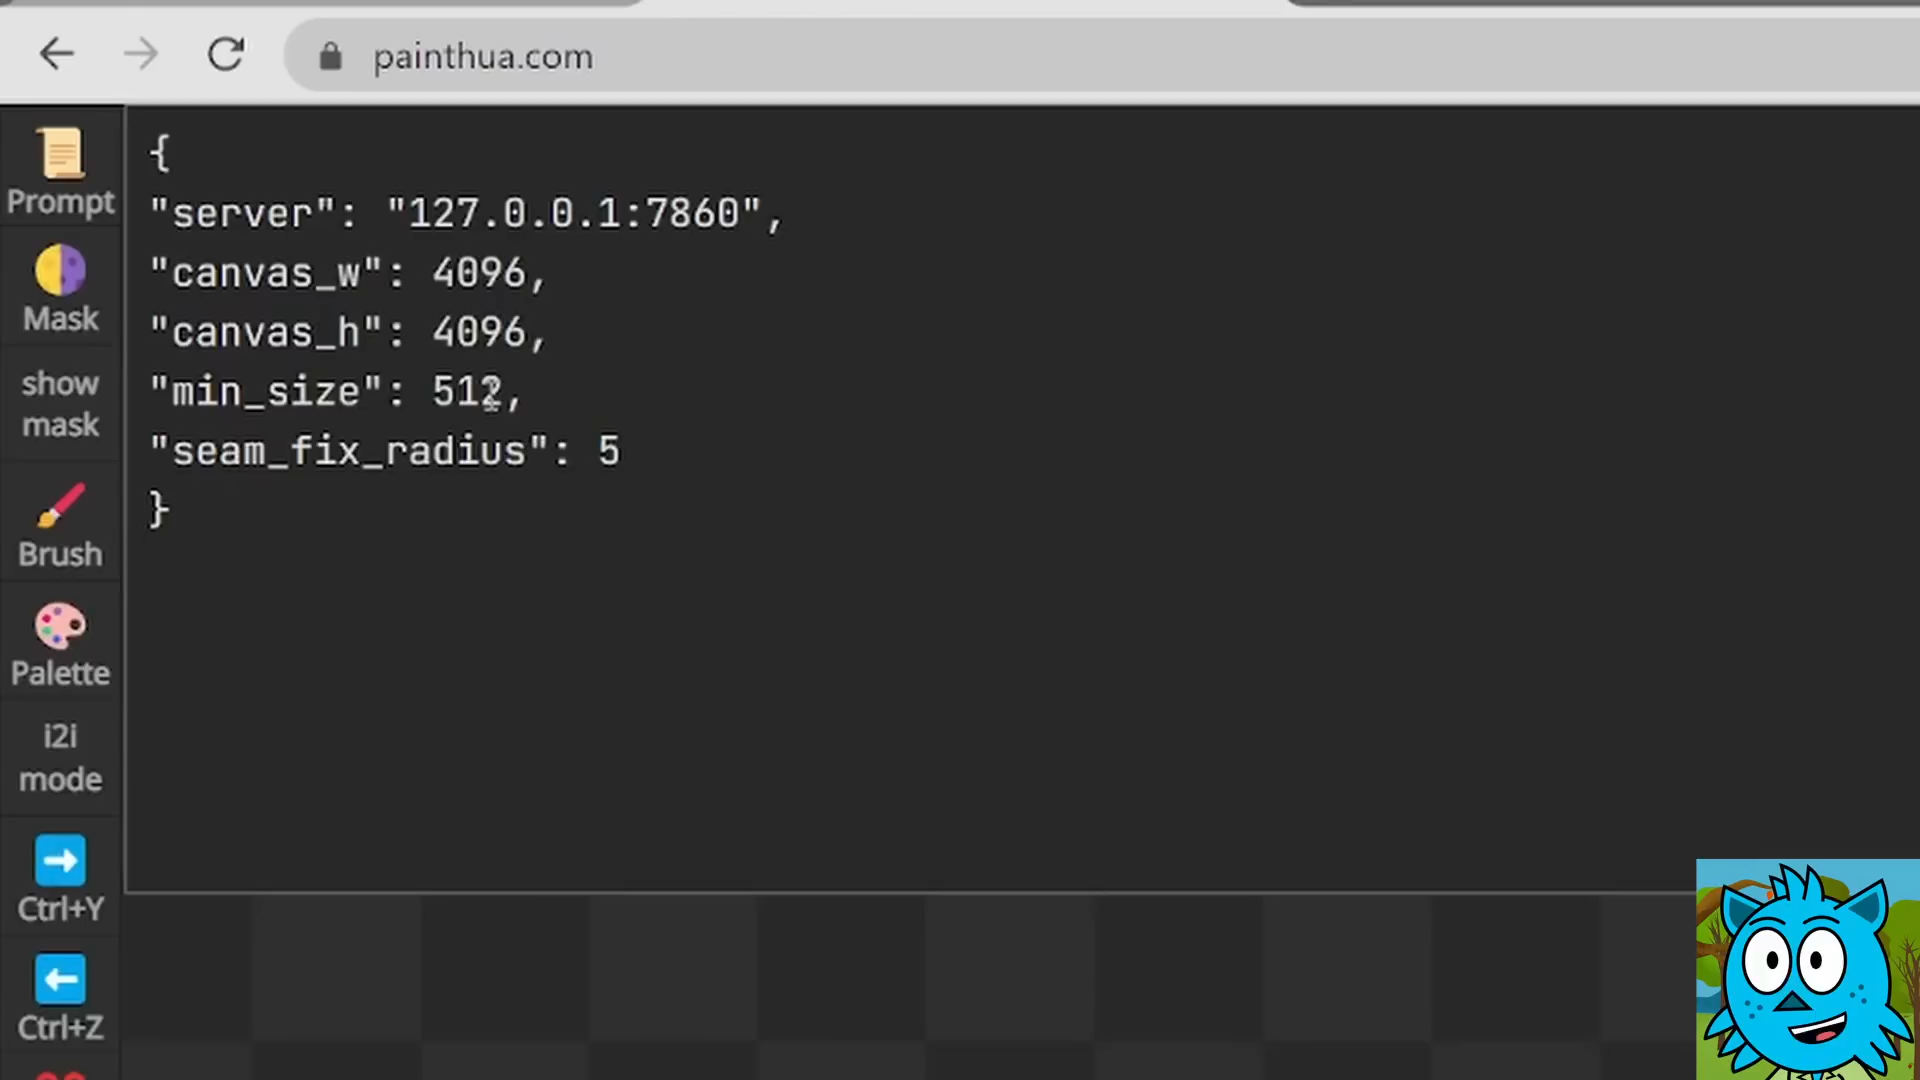 painthua.com
{
"server": "127.0.0.1:7860",
"canvas_w": 4096,
"canvas_h": 4096,
"min_size": 512,
"seam_fix_radius": 5
}
Prompt
Mask
show
mask
Brush
Palette
i2i
mode
Ctrl+Y
Ctrl+Z